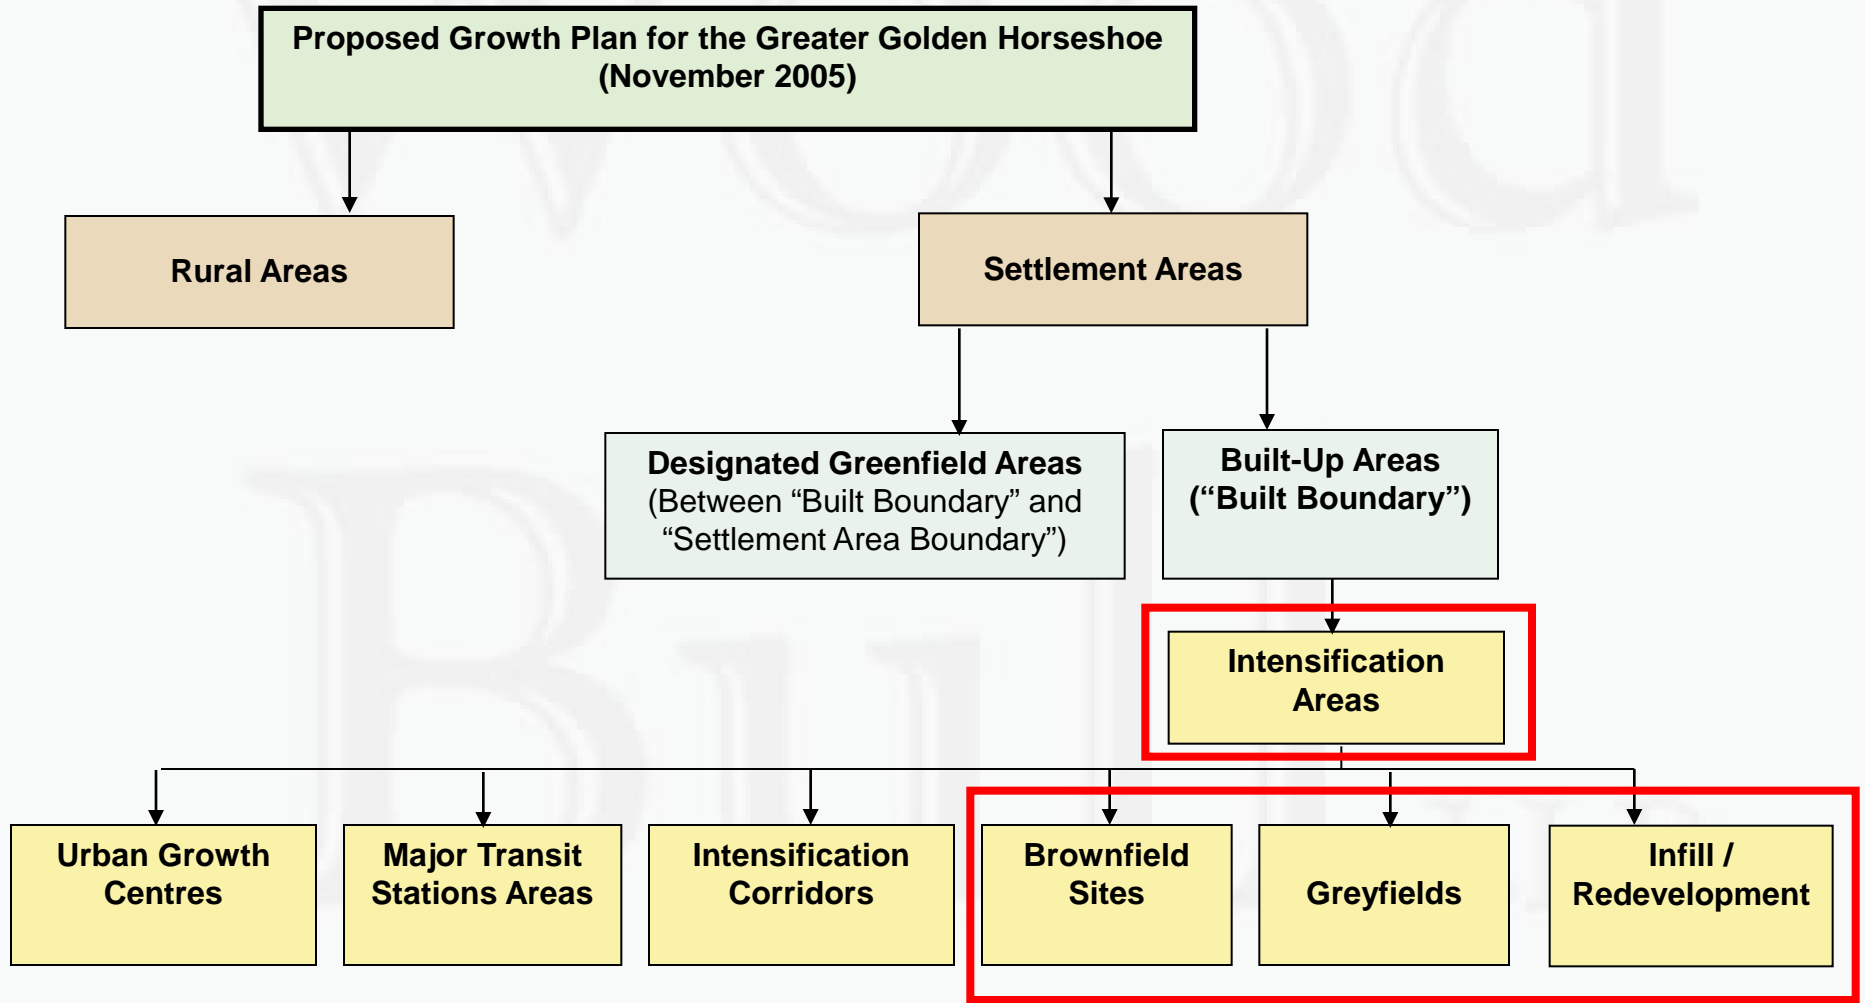 Proposed Growth Plan for the Greater Golden Horseshoe
(November 2005)
Rural Areas
Settlement Areas
Designated Greenfield Areas
(Between “Built Boundary” and
“Settlement Area Boundary”)
Built-Up Areas
(“Built Boundary”)
Intensification
Areas
Urban Growth
Centres
Major Transit
Stations Areas
Intensification
Corridors
Brownfield
Sites
Greyfields
Infill /
Redevelopment
Wood
Bull